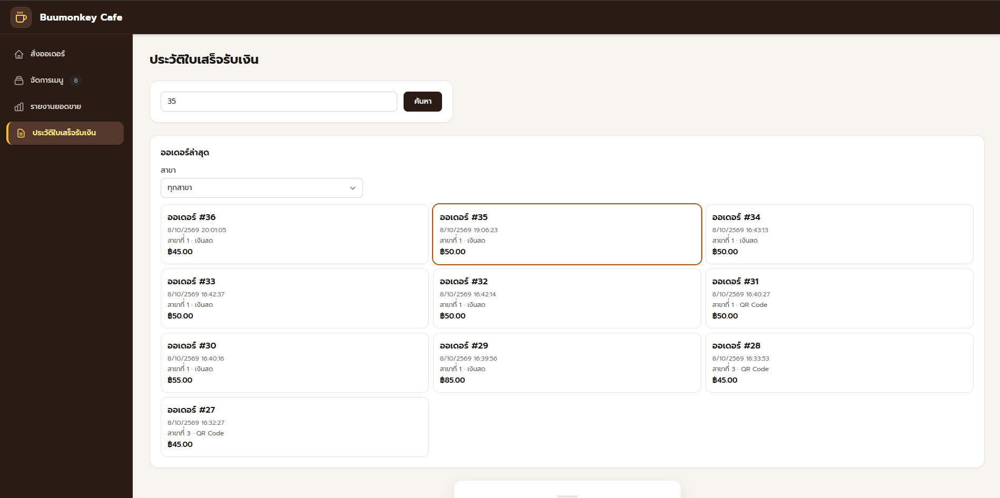 Buumonkey Cafe
สั่งออเดอร์
จัดการเมนู 8
รายงานยอดขาย
ประวัติใบเสร็จรับเงิน
ประวัติใบเสร็จรับเงิน
35 ค้นหา
ออเดอร์ล่าสุด
สาขา
ทุกสาขา
ออเดอร์ #36
8/10/2569 20:01:05
สาขาที่ 1 · เงินสด
฿45.00
ออเดอร์ #35
8/10/2569 19:06:23
สาขาที่ 1 · เงินสด
฿50.00
ออเดอร์ #34
8/10/2569 16:43:13
สาขาที่ 1 · เงินสด
฿50.00
ออเดอร์ #33
8/10/2569 16:42:37
สาขาที่ 1 · เงินสด
฿50.00
ออเดอร์ #32
8/10/2569 16:42:14
สาขาที่ 1 · เงินสด
฿50.00
ออเดอร์ #31
8/10/2569 16:40:27
สาขาที่ 1 · QR Code
฿50.00
ออเดอร์ #30
8/10/2569 16:40:16
สาขาที่ 1 · เงินสด
฿55.00
ออเดอร์ #29
8/10/2569 16:39:56
สาขาที่ 1 · เงินสด
฿85.00
ออเดอร์ #28
8/10/2569 16:33:53
สาขาที่ 3 · QR Code
฿45.00
ออเดอร์ #27
8/10/2569 16:32:27
สาขาที่ 3 · QR Code
฿45.00